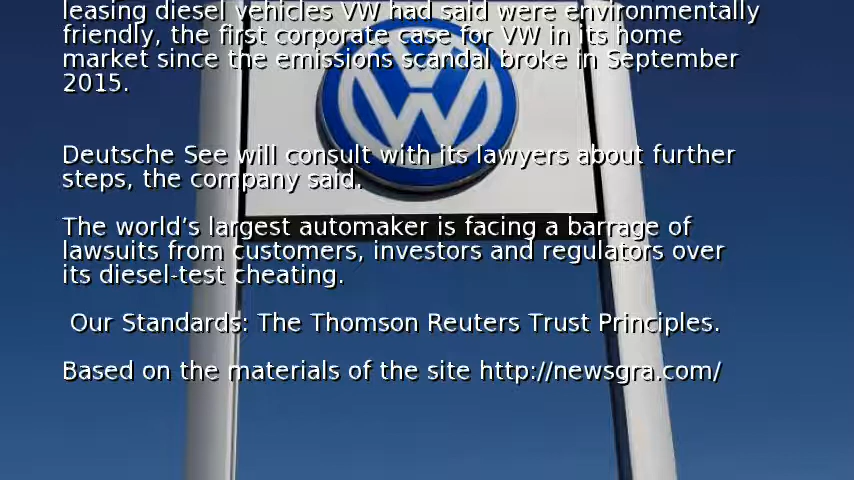 leasing diesel vehicles VW had said were environmentally
friendly, the first corporate case for VW in its home
market since the emissions scandal broke in September
2015.
Deutsche See will consult with its lawyers about further
steps, the company said.
The world’s largest automaker is facing a barrage of
lawsuits from customers, investors and regulators over
its diesel-test cheating.
Our Standards: The Thomson Reuters Trust Principles.
Based on the materials of the site http://newsgra.com/